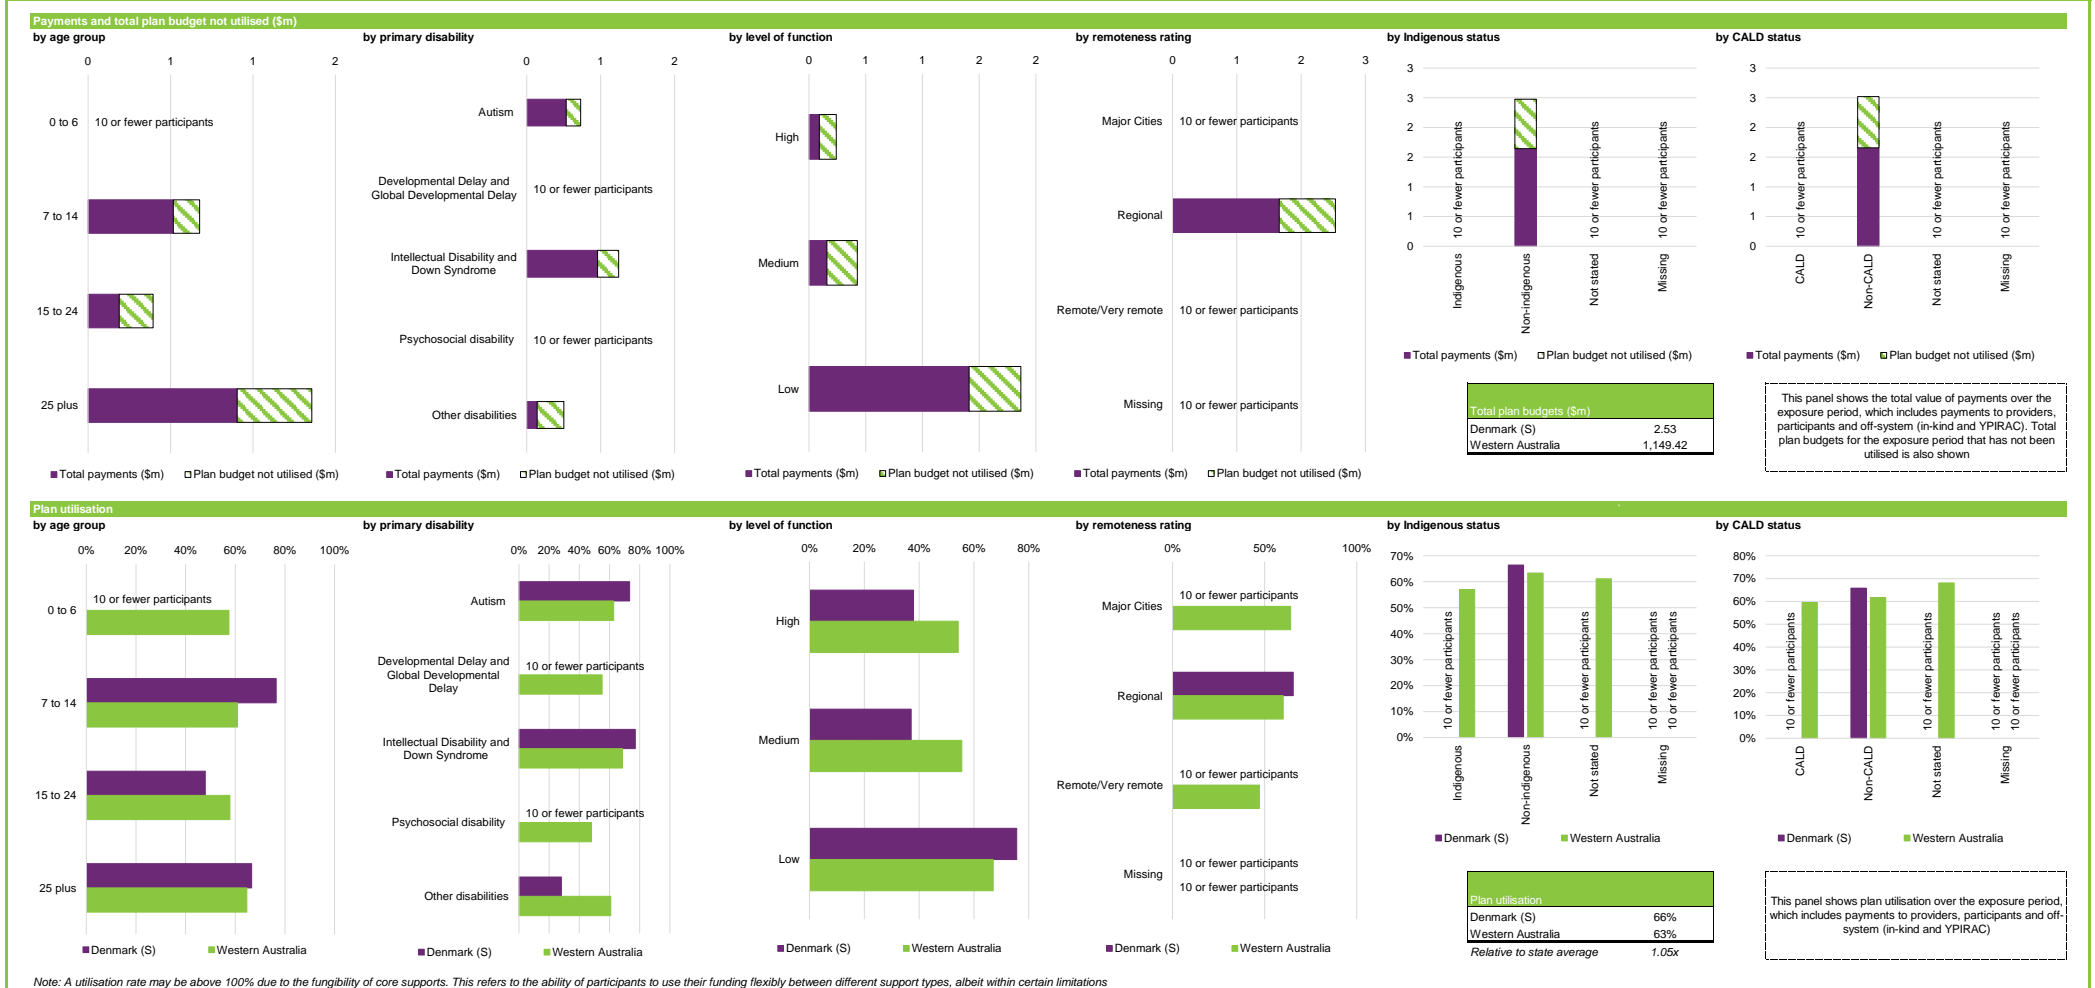 Payments and total plan budget not utilised ($m)
by age group
0
1
1
2
0 to 6
10 or fewer participants
7 to 14
15 to 24
25 plus
Total payments ($m)
Plan budget not utilised ($m)
by primary disability
0
1
2
Autism
Developmental Delay and
Global Developmental Delay
10 or fewer participants
Intellectual Disability and
Down Syndrome
Psychosocial disability
10 or fewer participants
Other disabilities
Total payments ($m)
Plan budget not utilised ($m)
by level of function
0
1
1
2
2
High
Medium
Low
Total payments ($m)
Plan budget not utilised ($m)
by remoteness rating
0
1
2
3
Major Cities
10 or fewer participants
Regional
Remote/Very remote
10 or fewer participants
Missing
10 or fewer participants
Total payments ($m)
Plan budget not utilised ($m)
by Indigenous status
3
3
2
2
1
1
0
10 or fewer participants
10 or fewer participants
10 or fewer participants
Indigenous
Non-indigenous
Not stated
Missing
Total payments ($m)
Plan budget not utilised ($m)
Total plan budgets ($m)
Denmark (S) 2.53
Western Australia 1,149.42
by CALD status
3
3
2
2
1
1
0
10 or fewer participants
10 or fewer participants
10 or fewer participants
CALD
Non-CALD
Not stated
Missing
Total payments ($m)
Plan budget not utilised ($m)
This panel shows the total value of payments over the
exposure period, which includes payments to providers,
participants and off-system (in-kind and YPIRAC). Total
plan budgets for the exposure period that has not been
utilised is also shown
Plan utilisation
by age group
0%
20%
40%
60%
80%
100%
0 to 6
10 or fewer participants
7 to 14
15 to 24
25 plus
Denmark (S)
Western Australia
by primary disability
0%
20%
40%
60%
80%
100%
Autism
Developmental Delay and
Global Developmental
Delay
10 or fewer participants
Intellectual Disability and
Down Syndrome
Psychosocial disability
10 or fewer participants
Other disabilities
Denmark (S)
Western Australia
by level of function
0%
20%
40%
60%
80%
High
Medium
Low
Denmark (S)
Western Australia
by remoteness rating
0%
50%
100%
Major Cities
10 or fewer participants
Regional
Remote/Very remote
10 or fewer participants
Missing
10 or fewer participants
10 or fewer participants
Denmark (S)
Western Australia
by Indigenous status
70%
60%
50%
40%
30%
20%
10%
0%
10 or fewer participants
10 or fewer participants
10 or fewer participants
10 or fewer participants
Indigenous
Non-indigenous
Not stated
Missing
Denmark (S)
Western Australia
Plan utilisation
Denmark (S) 66%
Western Australia 63%
Relative to state average 1.05x
by CALD status
80%
70%
60%
50%
40%
30%
20%
10%
0%
10 or fewer participants
10 or fewer participants
10 or fewer participants
10 or fewer participants
CALD
Non-CALD
Not stated
Missing
Denmark (S)
Western Australia
This panel shows plan utilisation over the exposure period,
which includes payments to providers, participants and off-
system (in-kind and YPIRAC)
Note: A utilisation rate may be above 100% due to the fungibility of core supports. This refers to the ability of participants to use their funding flexibly between different support types, albeit within certain limitations